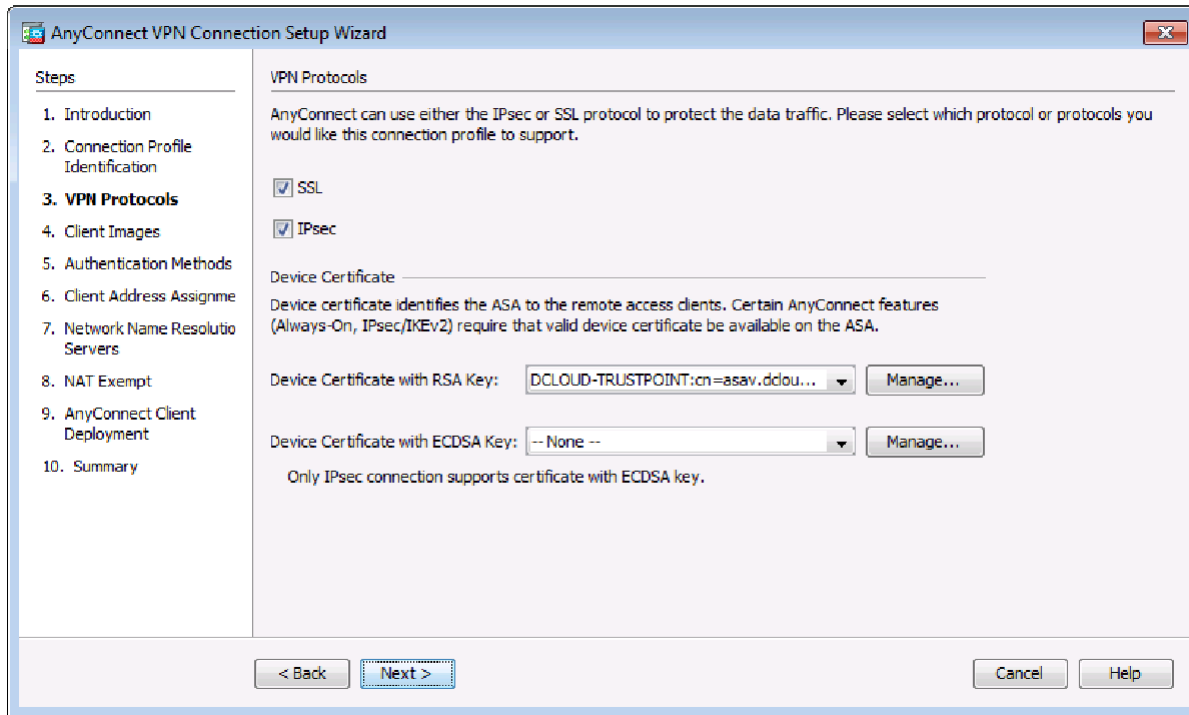 AnyConnect VPN Connection Setup Wizard
Steps
1. Introduction
2. Connection Profile
Identification
3. VPN Protocols
4. Client Images
5. Authentication Methods
6. Client Address Assignme
7. Network Name Resolutio
Servers
8. NAT Exempt
9. AnyConnect Client
Deployment
10. Summary
VPN Protocols
AnyConnect can use either the IPsec or SSL protocol to protect the data traffic. Please select which protocol or protocols you
would like this connection profile to support.
SSL
IPsec
Device Certificate
Device certificate identifies the ASA to the remote access clients. Certain AnyConnect features
(Always-On, IPsec/IKEv2) require that valid device certificate be available on the ASA.
Device Certificate with RSA Key: DCLOUD-TRUSTPOINT:cn=asav.dclou... Manage...
Device Certificate with ECDSA Key: -- None -- Manage...
Only IPsec connection supports certificate with ECDSA key.
< Back Next > Cancel Help